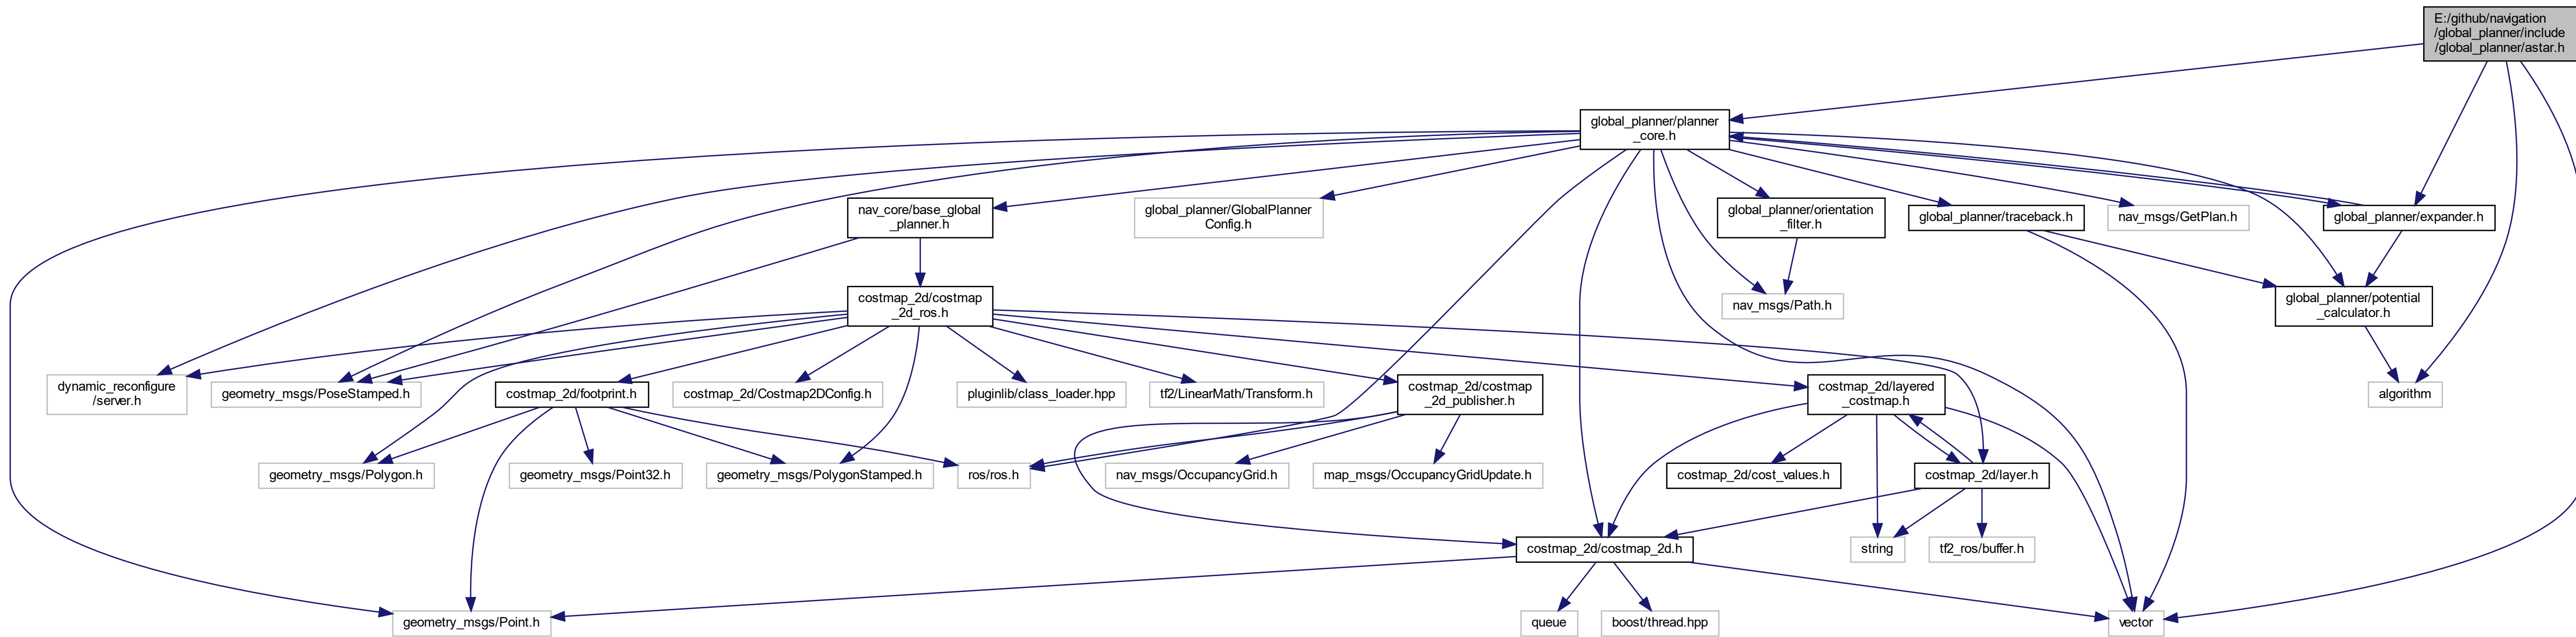 E:/github/navigation
/global_planner/include
/global_planner/astar.h
global_planner/planner
_core.h
nav_core/base_global
_planner.h
global_planner/GlobalPlanner
Config.h
global_planner/orientation
_filter.h
global_planner/traceback.h
nav_msgs/GetPlan.h
global_planner/expander.h
costmap_2d/costmap
_2d_ros.h
nav_msgs/Path.h
global_planner/potential
_calculator.h
dynamic_reconfigure
/server.h
geometry_msgs/PoseStamped.h
costmap_2d/footprint.h
costmap_2d/Costmap2DConfig.h
pluginlib/class_loader.hpp
tf2/LinearMath/Transform.h
costmap_2d/costmap
_2d_publisher.h
costmap_2d/layered
_costmap.h
algorithm
geometry_msgs/Polygon.h
geometry_msgs/Point32.h
geometry_msgs/PolygonStamped.h
ros/ros.h
nav_msgs/OccupancyGrid.h
map_msgs/OccupancyGridUpdate.h
costmap_2d/cost_values.h
costmap_2d/layer.h
costmap_2d/costmap_2d.h
string
tf2_ros/buffer.h
geometry_msgs/Point.h
queue
boost/thread.hpp
vector